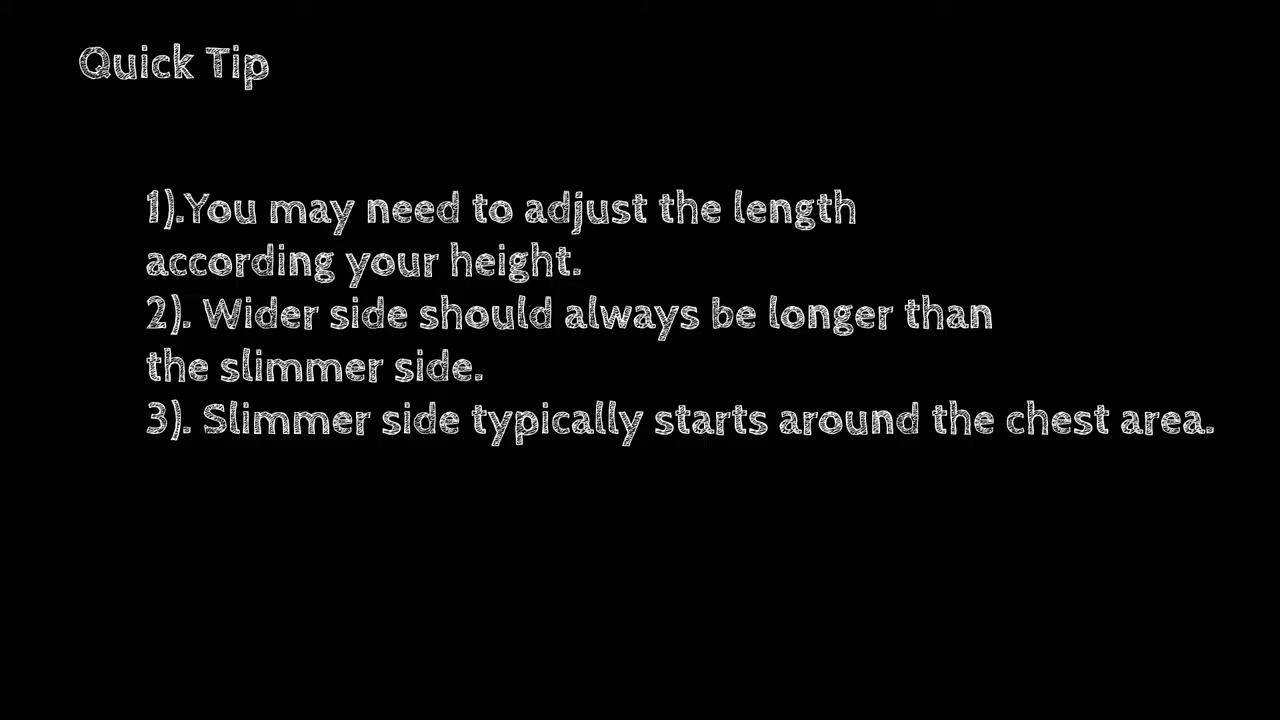 Quick Tip
1).You may need to adjust the length
according your height.
2). Wider side should always be longer than
the slimmer side.
3). Slimmer side typically starts around the chest area.